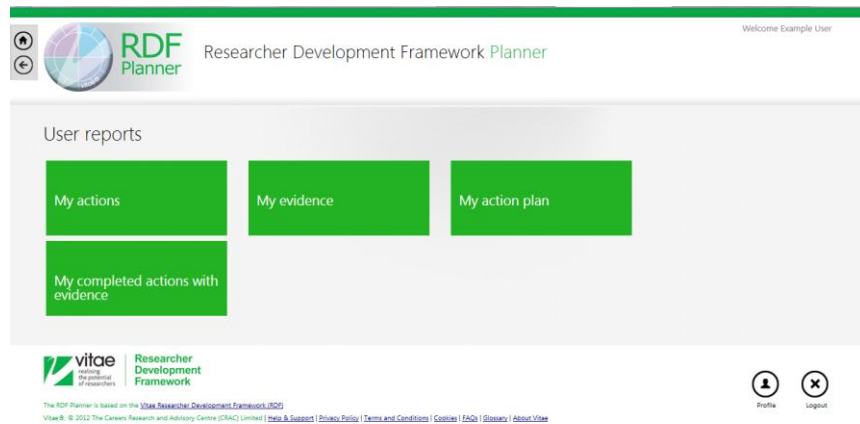 Welcome Example User
RDF
Planner
Researcher Development Framework Planner
User reports
My actions
My evidence
My action plan
My completed actions with
evidence
vitae
realising
the potential
of researchers
Researcher
Development
Framework
Profile
Logout
The RDF Planner is based on the Vitae Researcher Development Framework (RDF)
Vitae®, © 2012 The Careers Research and Advisory Centre (CRAC) Limited | Help & Support | Privacy Policy | Terms and Conditions | Cookies | FAQs | Glossary | About Vitae